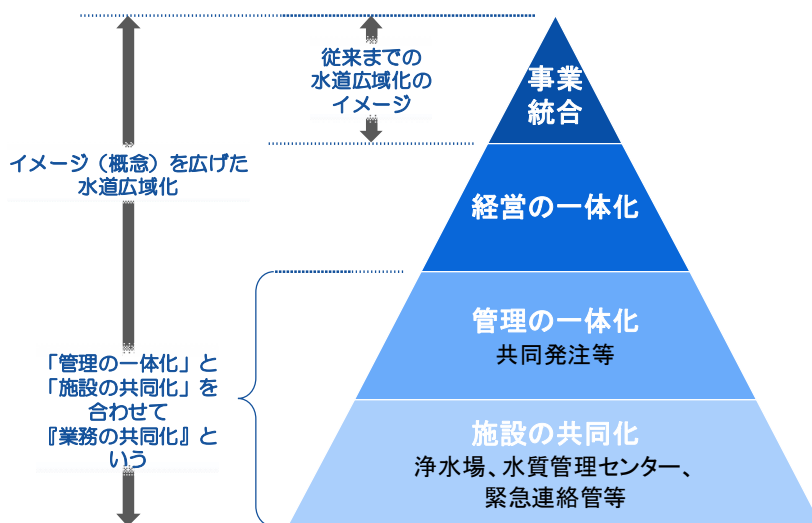 従来までの
水道広域化の
イメージ
イメージ（概念）を広げた
水道広域化
「管理の一体化」と
「施設の共同化」を
合わせて
『業務の共同化』と
いう
事業
統合
経営の一体化
管理の一体化
共同発注等
施設の共同化
浄水場、水質管理センター、
緊急連絡管等